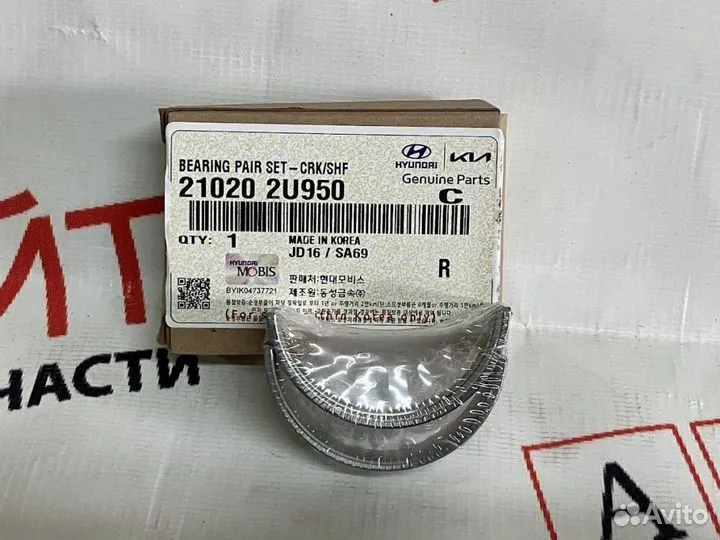 BEARING PAIR SET-CRK/SHF
HYUNDAI KIA
21020 2U950
Genuine Parts
C
QTY: 1
MADE IN KOREA
JD16 / SA69
R
HYUNDAI
MOBIS
BYIK04737721
판매처:현대모비스
제조원:동성금속㈜
ЙТ
ЧАСТИ
А
Avito